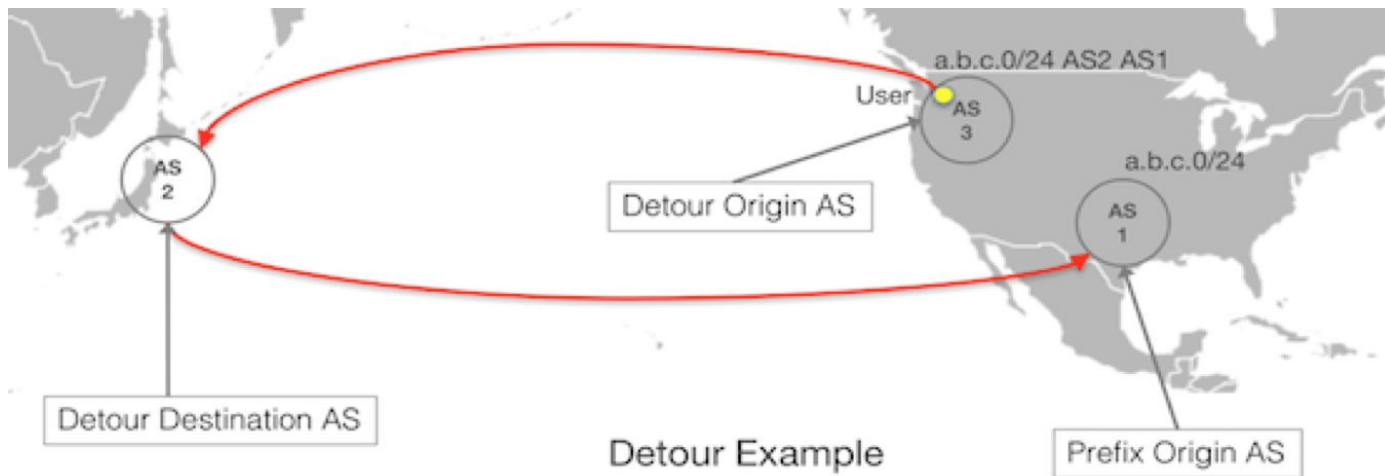 a.b.c.0/24 AS2 AS1
User
AS
3
a.b.c.0/24
AS
2
Detour Origin AS
AS
1
Detour Destination AS
Detour Example
Prefix Origin AS